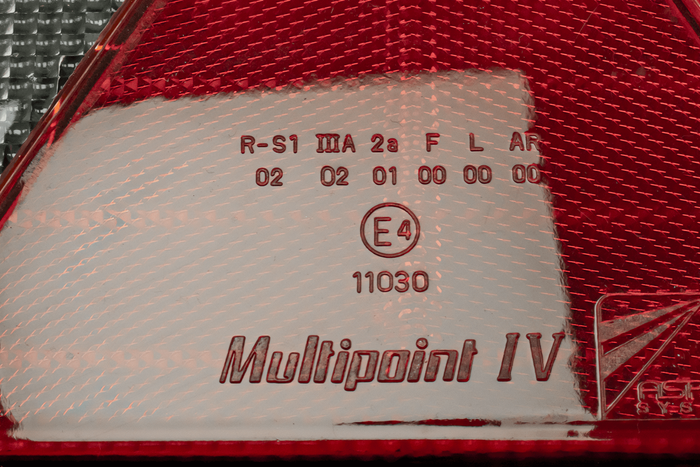 R-S1 IIIA 2a F L AR
02 02 01 00 00 00
E4
11030
Multipoint IV